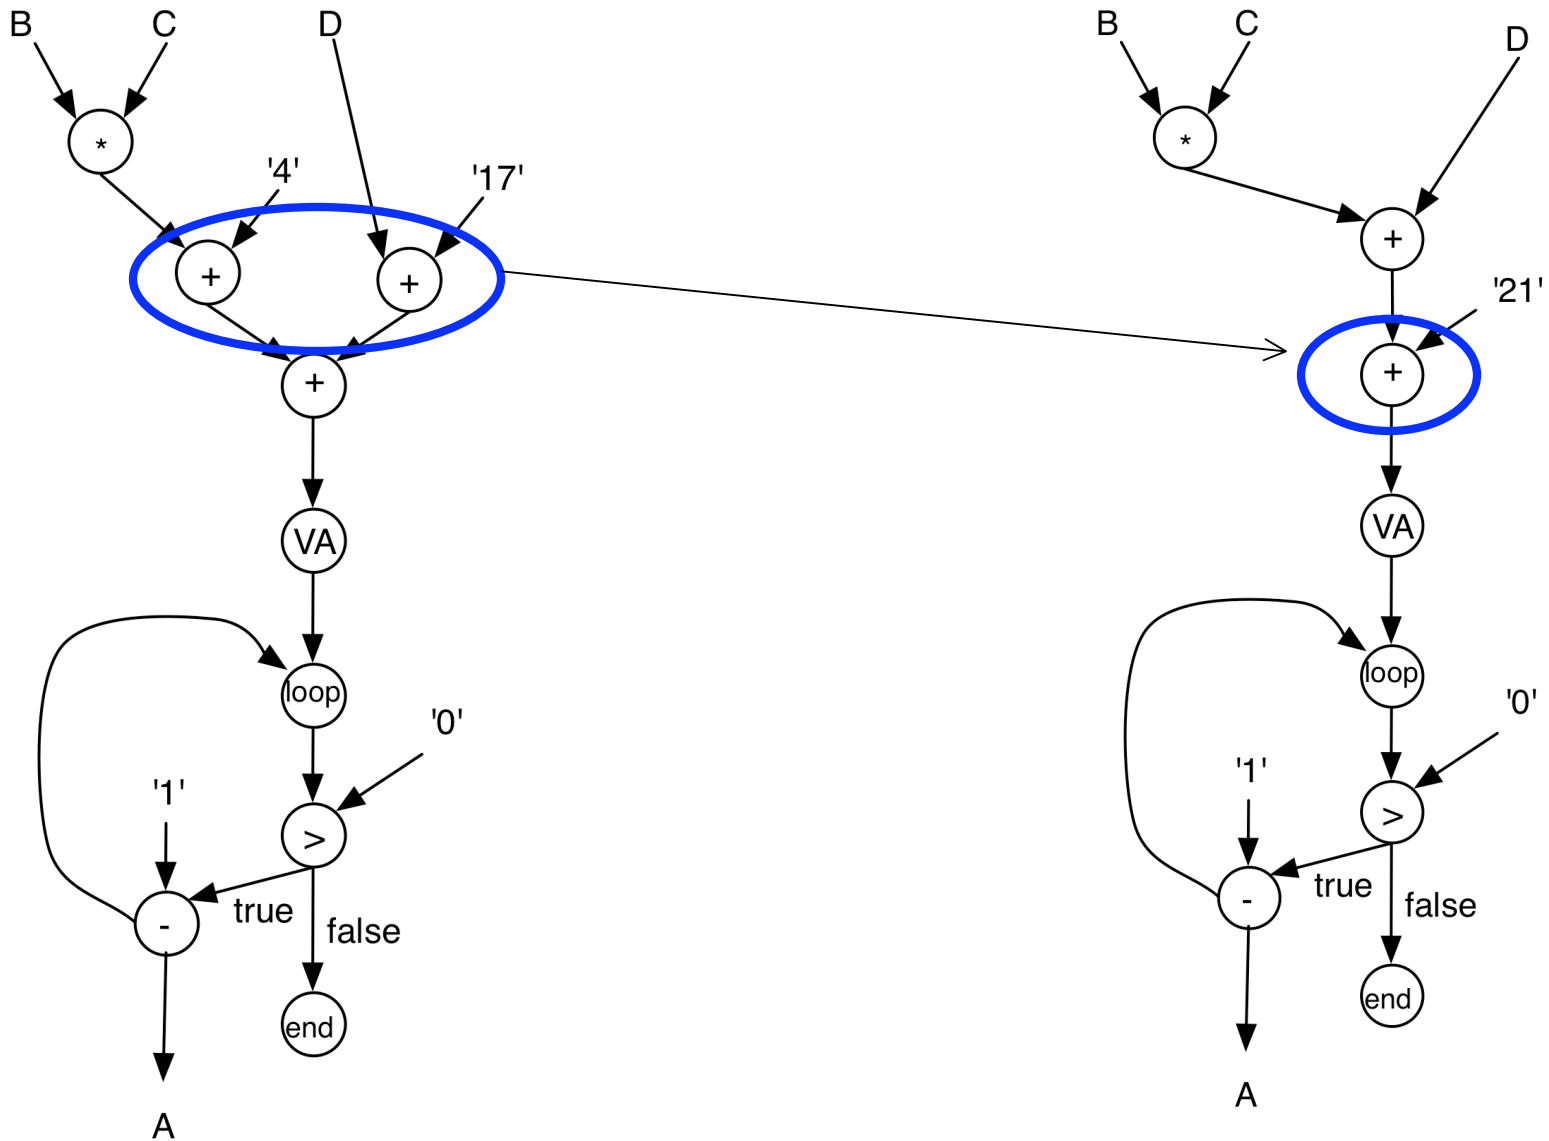 B C D
*
'4' '17'
+ +
+
VA
loop
'0'
'1'
>
true
-
false
end
A
B C D
*
+
'21'
+
VA
loop
'0'
'1'
>
true
-
false
end
A